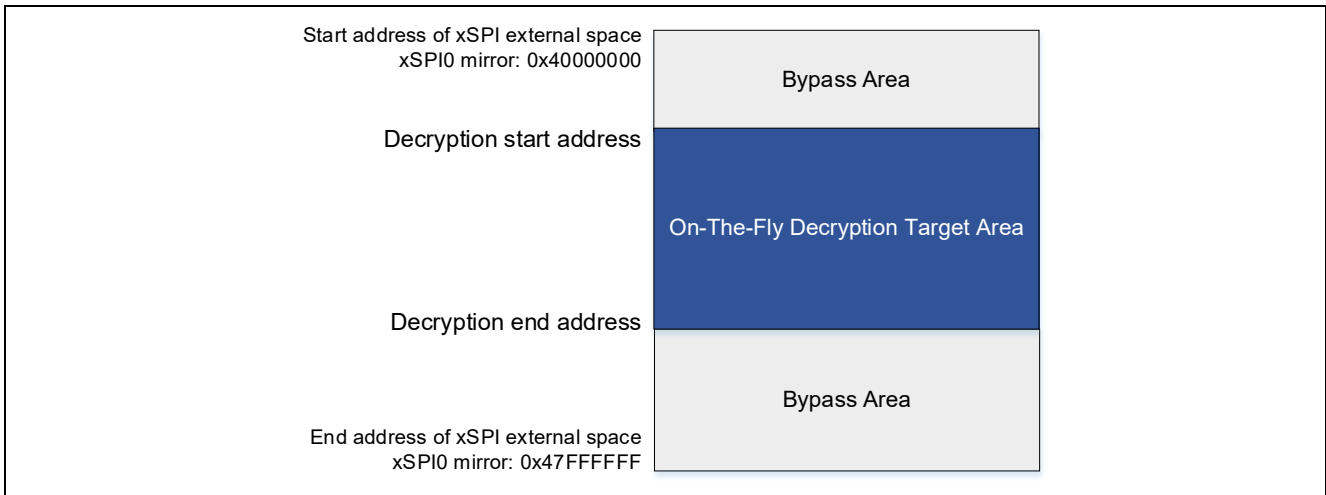 Start address of xSPI external space
xSPI0 mirror: 0x40000000
Bypass Area
Decryption start address
On-The-Fly Decryption Target Area
Decryption end address
Bypass Area
End address of xSPI external space
xSPI0 mirror: 0x47FFFFFF